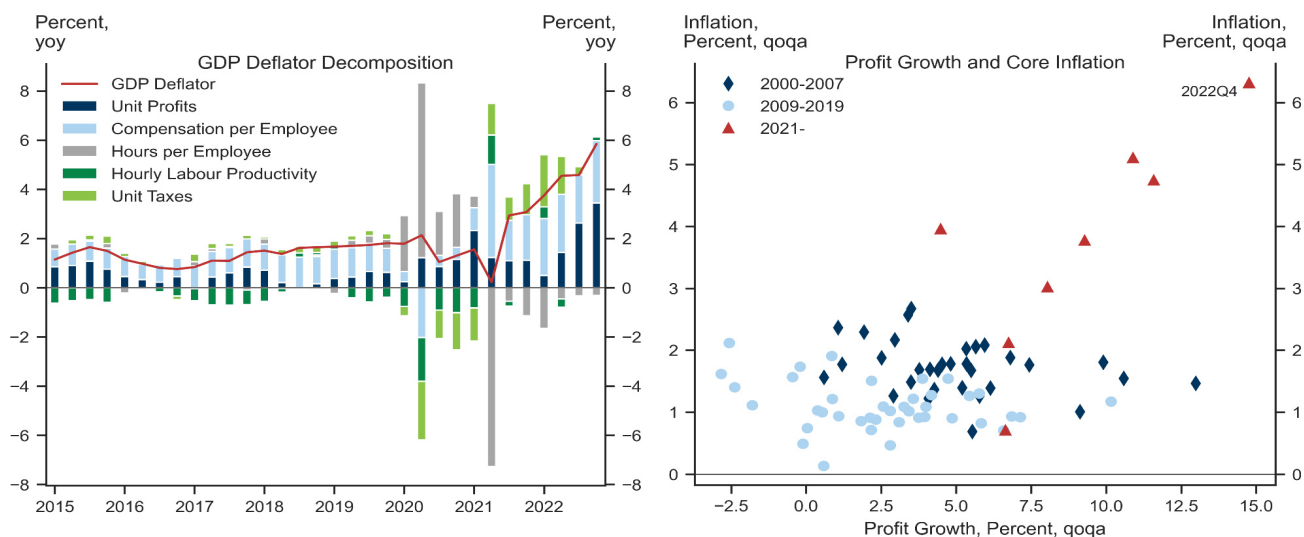 Percent,
yoy
Percent,
yoy
GDP Deflator Decomposition
GDP Deflator
Unit Profits
Compensation per Employee
Hours per Employee
Hourly Labour Productivity
Unit Taxes
8
6
4
2
0
−2
−4
−6
−8
8
6
4
2
0
−2
−4
−6
−8
2015
2016
2017
2018
2019
2020
2021
2022
Inflation,
Percent, qoqa
Inflation,
Percent, qoqa
Profit Growth and Core Inflation
2000-2007
2009-2019
2021-
2022Q4
6
5
4
3
2
1
0
6
5
4
3
2
1
0
−2.5
0.0
2.5
5.0
7.5
10.0
12.5
15.0
Profit Growth, Percent, qoqa